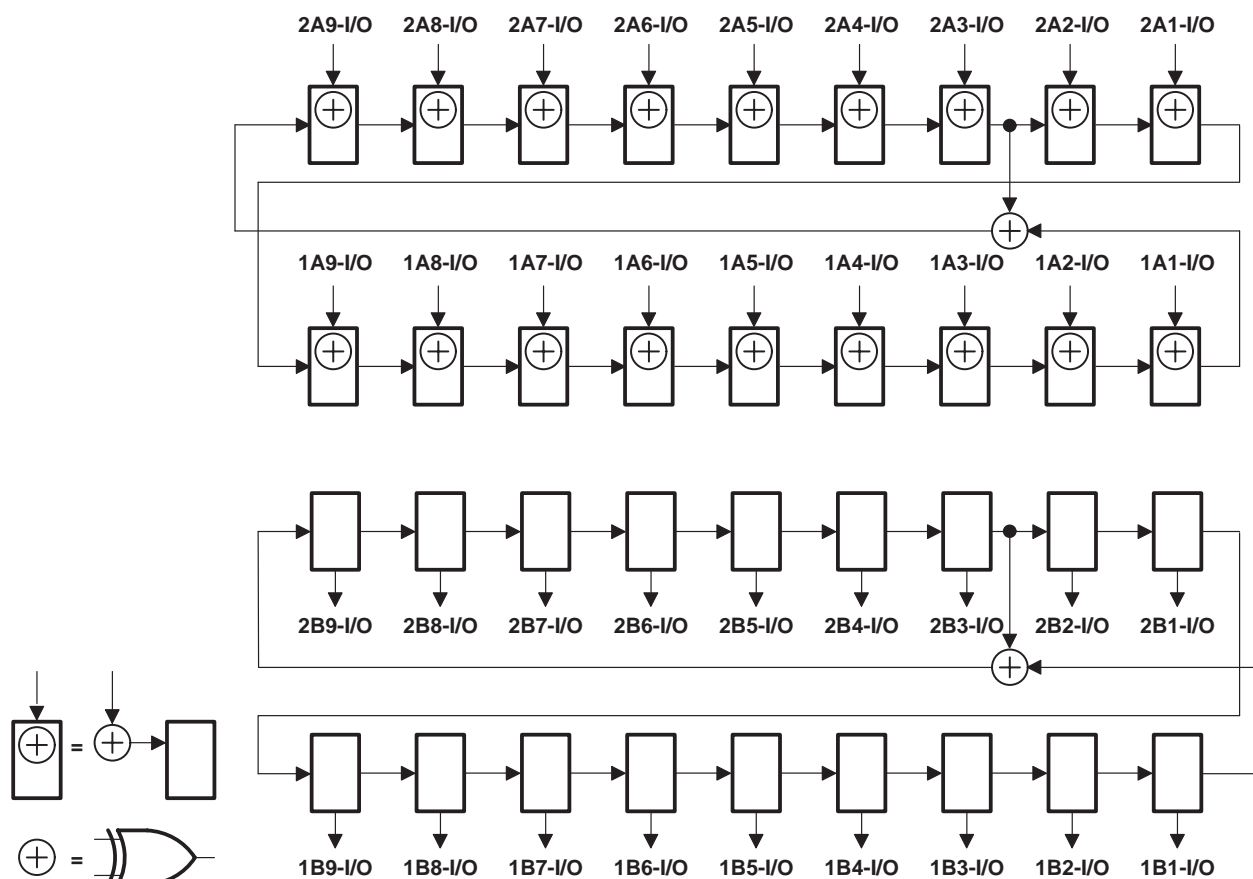 2A9-I/O 2A8-I/O 2A7-I/O 2A6-I/O 2A5-I/O 2A4-I/O 2A3-I/O 2A2-I/O 2A1-I/O
1A9-I/O 1A8-I/O 1A7-I/O 1A6-I/O 1A5-I/O 1A4-I/O 1A3-I/O 1A2-I/O 1A1-I/O
2B9-I/O 2B8-I/O 2B7-I/O 2B6-I/O 2B5-I/O 2B4-I/O 2B3-I/O 2B2-I/O 2B1-I/O
=
=
1B9-I/O 1B8-I/O 1B7-I/O 1B6-I/O 1B5-I/O 1B4-I/O 1B3-I/O 1B2-I/O 1B1-I/O